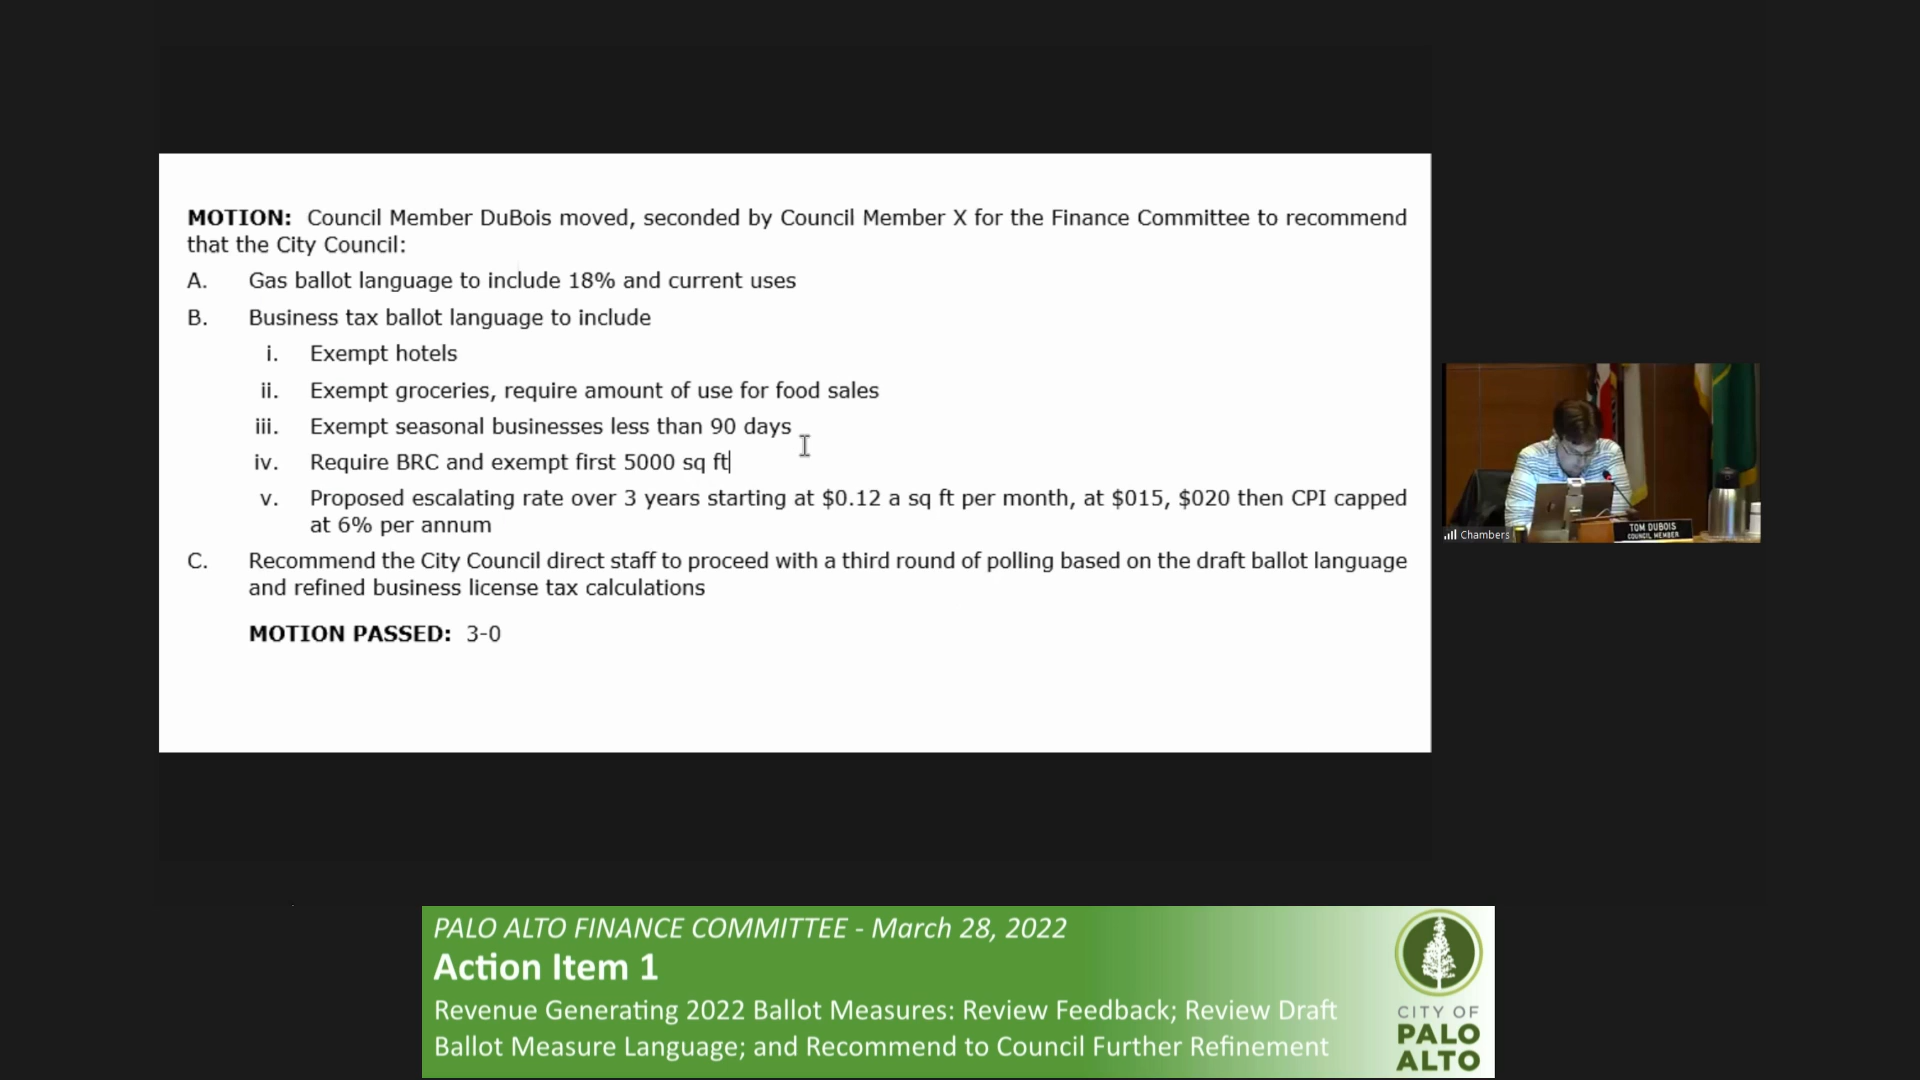 MOTION: Council Member DuBois moved, seconded by Council Member X for the Finance Committee to recommend
that the City Council:
A. Gas ballot language to include 18% and current uses
B. Business tax ballot language to include
i. Exempt hotels
ii. Exempt groceries, require amount of use for food sales
iii. Exempt seasonal businesses less than 90 days
iv. Require BRC and exempt first 5000 sq ft
v. Proposed escalating rate over 3 years starting at $0.12 a sq ft per month, at $015, $020 then CPI capped
at 6% per annum
C. Recommend the City Council direct staff to proceed with a third round of polling based on the draft ballot language
and refined business license tax calculations
MOTION PASSED: 3-0
TOM DUBOIS
COUNCIL MEMBER
Chambers
PALO ALTO FINANCE COMMITTEE - March 28, 2022
Action Item 1
Revenue Generating 2022 Ballot Measures: Review Feedback; Review Draft
Ballot Measure Language; and Recommend to Council Further Refinement
CITY OF
PALO
ALTO